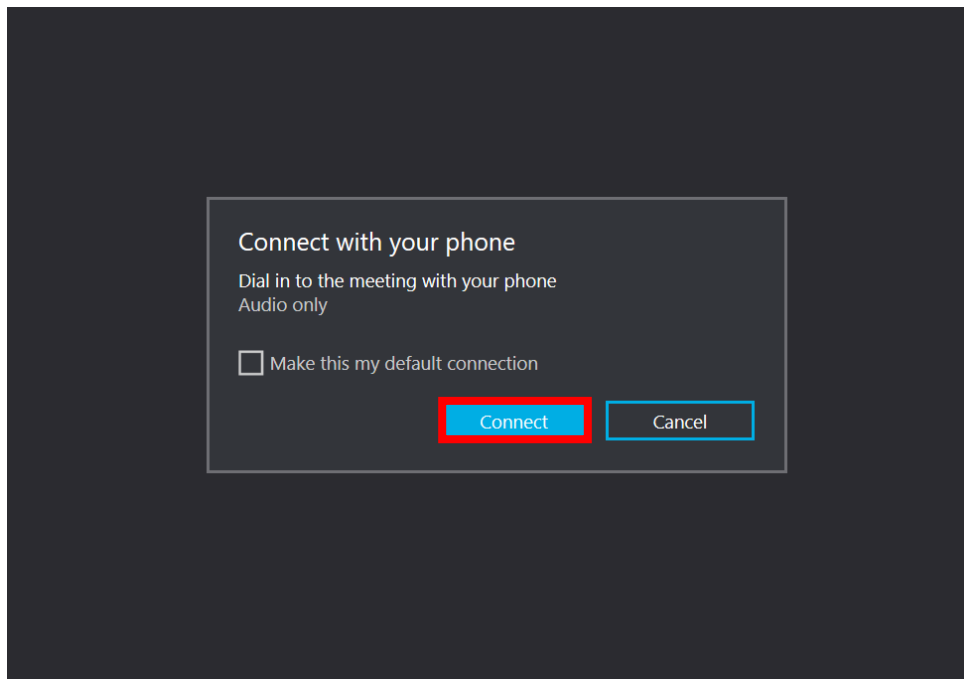 Connect with your phone
Dial in to the meeting with your phone
Audio only
Make this my default connection
Connect
Cancel